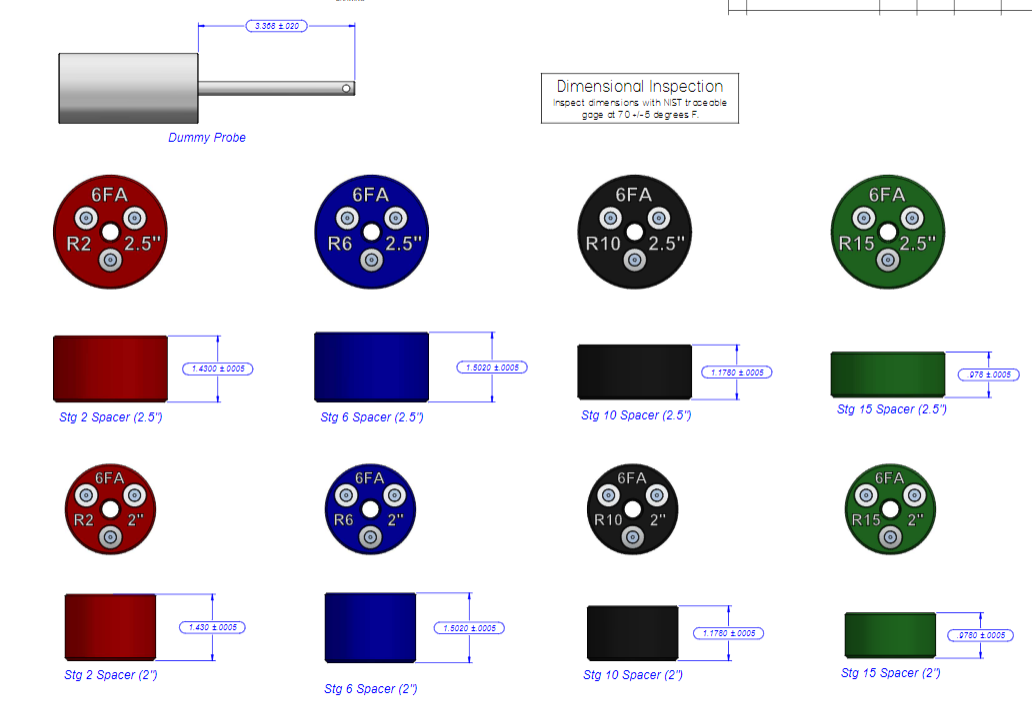 3.368 ±.020
Dimensional Inspection
Inspect dimensions with NIST traceable
gage at 70 +/-5 degrees F.
Dummy Probe
6FA
R2 2.5"
6FA
R6 2.5"
6FA
R10 2.5"
6FA
R15 2.5"
1.4300 ±.0005
1.5020 ±.0005
1.1780 ±.0005
.978 ±.0005
Stg 2 Spacer (2.5")
Stg 6 Spacer (2.5")
Stg 10 Spacer (2.5")
Stg 15 Spacer (2.5")
6FA
R2 2"
6FA
R6 2"
6FA
R10 2"
6FA
R15 2"
1.430 ±.0005
1.5020 ±.0005
1.1780 ±.0005
.9780 ±.0005
Stg 2 Spacer (2")
Stg 6 Spacer (2")
Stg 10 Spacer (2")
Stg 15 Spacer (2")